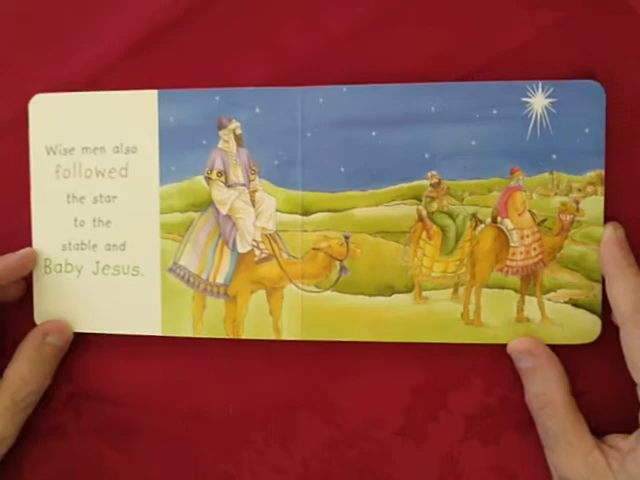 Wise men also
followed
the star
to the
stable and
Baby Jesus.